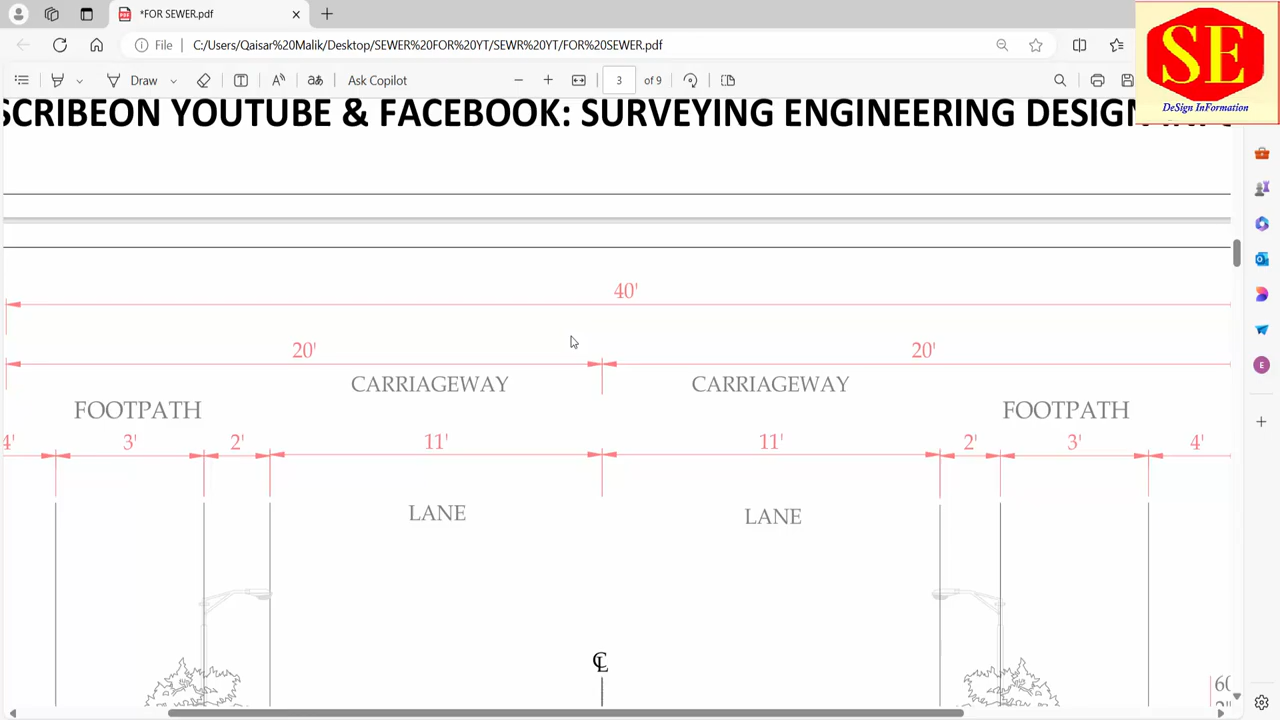 *FOR SEWER.pdf
File C:/Users/Qaisar%20Malik/Desktop/SEWER%20FOR%20YT/SEWR%20YT/FOR%20SEWER.pdf
Draw Ask Copilot 3 of 9
SE
DeSign InFormation
SCRIBEON YOUTUBE & FACEBOOK: SURVEYING ENGINEERING DESIGN
40'
20' 20'
CARRIAGEWAY CARRIAGEWAY
FOOTPATH FOOTPATH
4' 3' 2' 11' 11' 2' 3' 4'
LANE LANE
℄
60
E